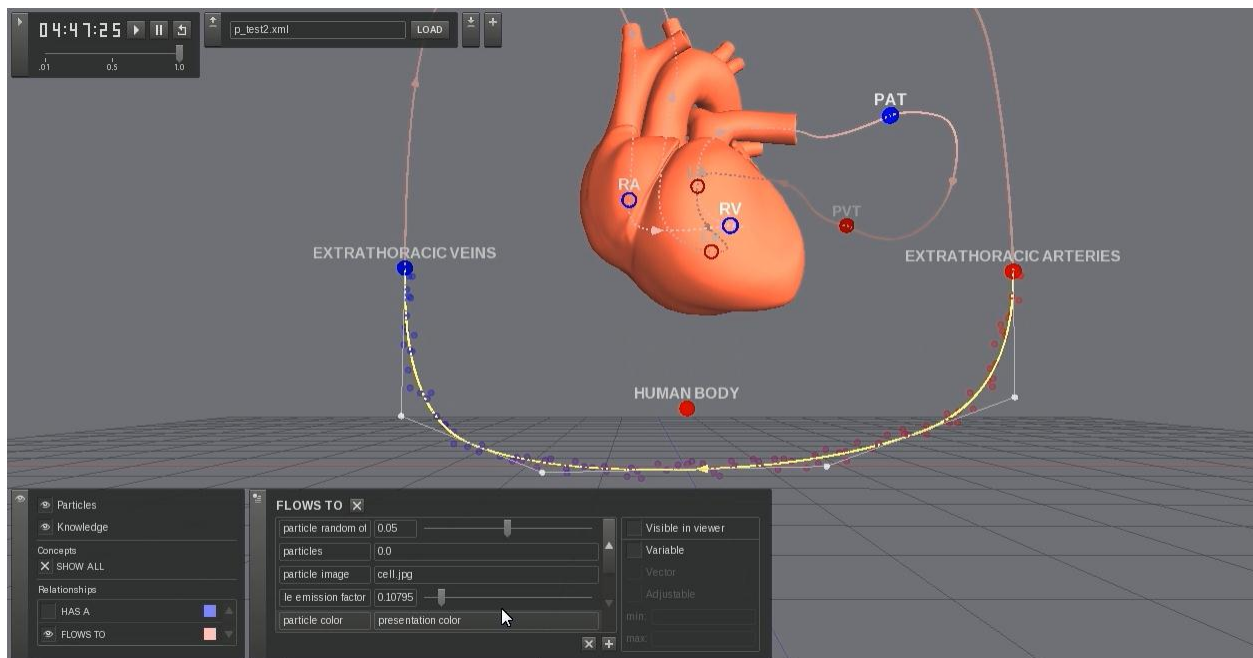 04:47:25
.01 0.5 1.0
p_test2.xml LOAD
PAT
RA
RV
PVT
EXTRATHORACIC VEINS
EXTRATHORACIC ARTERIES
HUMAN BODY
Particles
Knowledge
Concepts
SHOW ALL
Relationships
HAS A
FLOWS TO
FLOWS TO
particle random of 0.05
particles 0.0
particle image cell.jpg
le emission factor 0.10795
particle color presentation color
Visible in viewer
Variable
Vector
Adjustable
min
max